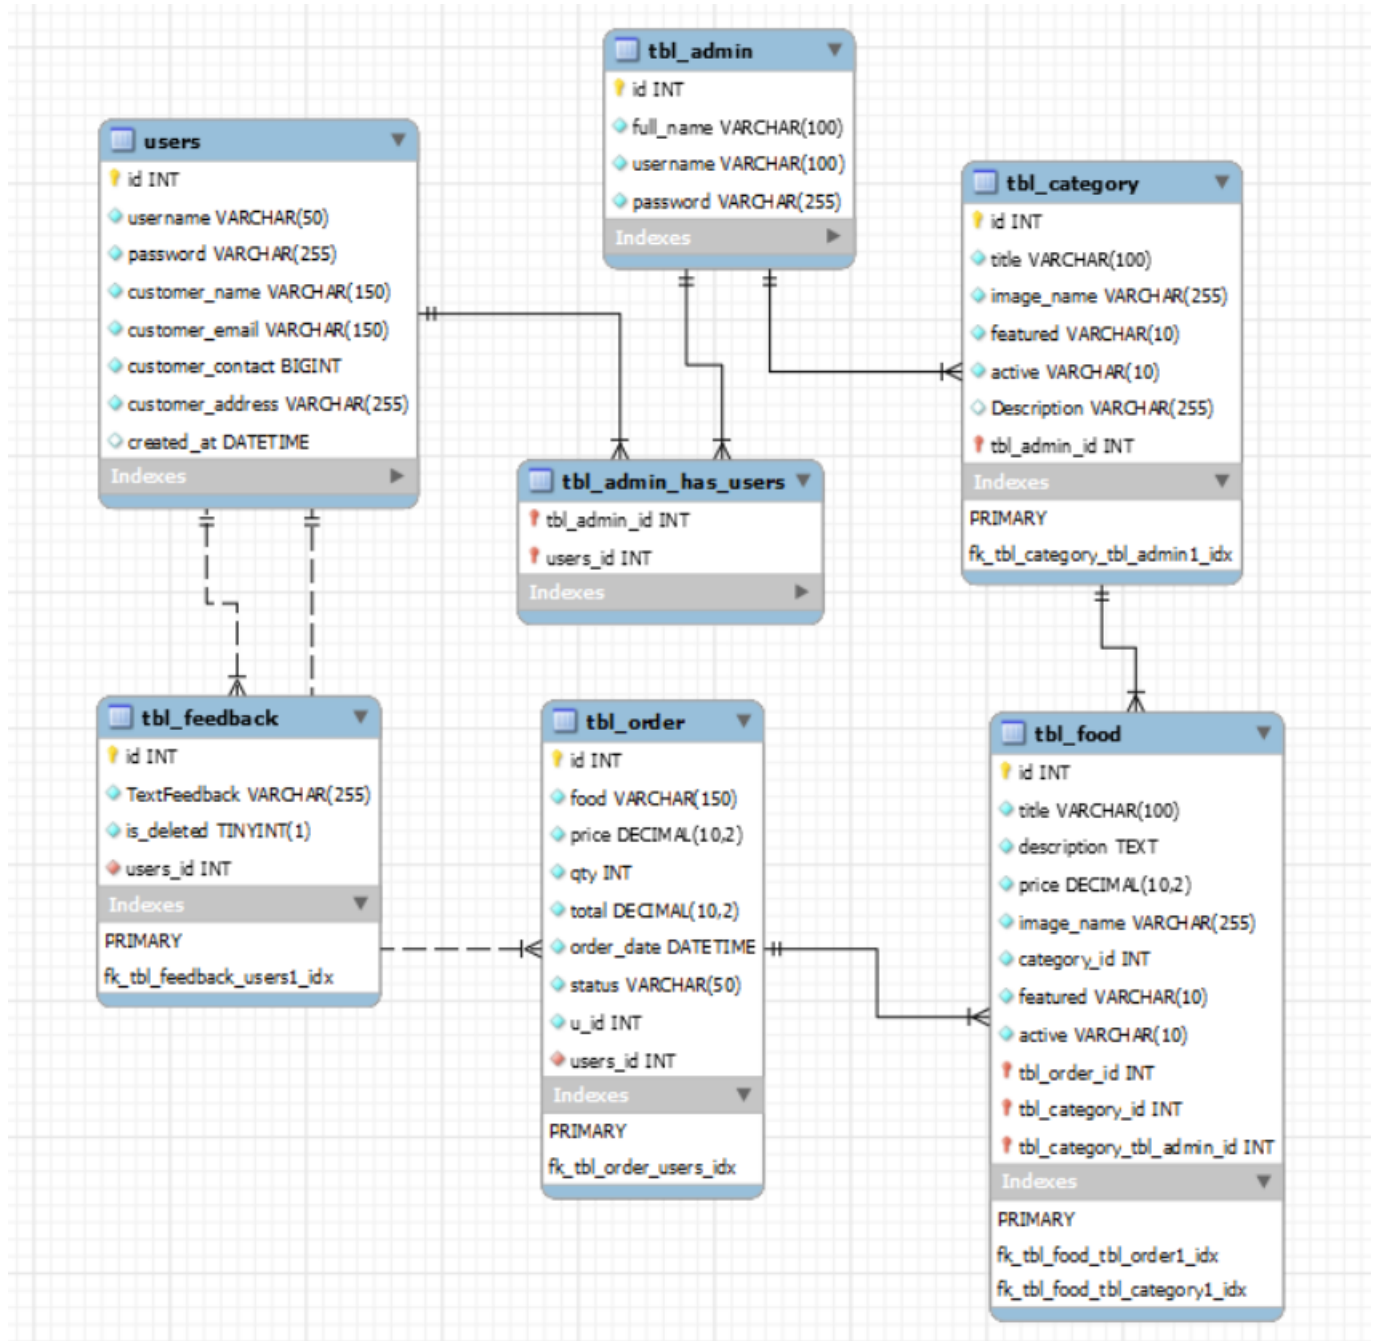 tbl_admin
id INT
full_name VARCHAR(100)
username VARCHAR(100)
password VARCHAR(255)
Indexes
users
id INT
username VARCHAR(50)
password VARCHAR(255)
customer_name VARCHAR(150)
customer_email VARCHAR(150)
customer_contact BIGINT
customer_address VARCHAR(255)
created_at DATETIME
Indexes
tbl_category
id INT
title VARCHAR(100)
image_name VARCHAR(255)
featured VARCHAR(10)
active VARCHAR(10)
Description VARCHAR(255)
tbl_admin_id INT
Indexes
PRIMARY
fk_tbl_category_tbl_admin1_idx
tbl_admin_has_users
tbl_admin_id INT
users_id INT
Indexes
tbl_feedback
id INT
TextFeedback VARCHAR(255)
is_deleted TINYINT(1)
users_id INT
Indexes
PRIMARY
fk_tbl_feedback_users1_idx
tbl_order
id INT
food VARCHAR(150)
price DECIMAL(10,2)
qty INT
total DECIMAL(10,2)
order_date DATETIME
status VARCHAR(50)
u_id INT
users_id INT
Indexes
PRIMARY
fk_tbl_order_users_idx
tbl_food
id INT
title VARCHAR(100)
description TEXT
price DECIMAL(10,2)
image_name VARCHAR(255)
category_id INT
featured VARCHAR(10)
active VARCHAR(10)
tbl_order_id INT
tbl_category_id INT
tbl_category_tbl_admin_id INT
Indexes
PRIMARY
fk_tbl_food_tbl_order1_idx
fk_tbl_food_tbl_category1_idx